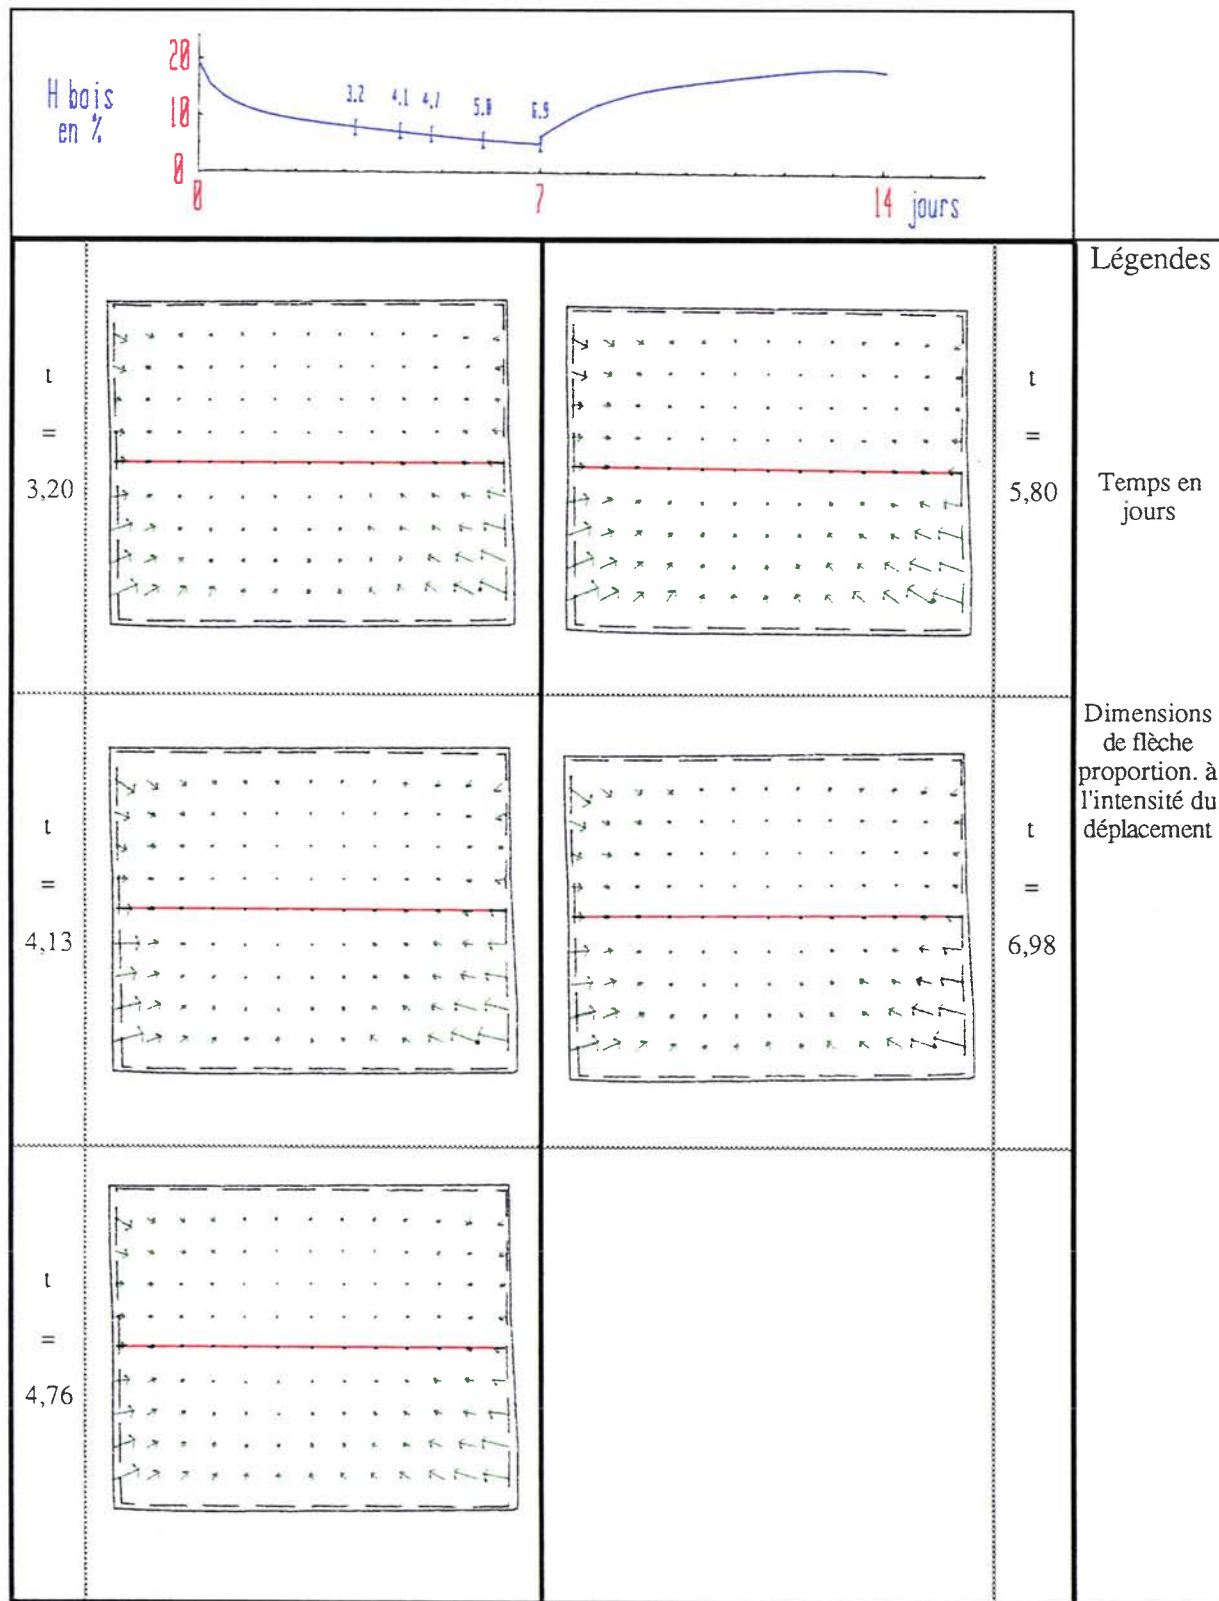 20
H bois
en %
10
0
3.2
4.1
4.7
5.8
6.9
0
7
14
jours
Légendes
t
=
3,20
t
=
5,80
Temps en
jours
t
=
4,13
t
=
6,98
Dimensions
de flèche
proportion. à
l'intensité du
déplacement
t
=
4,76